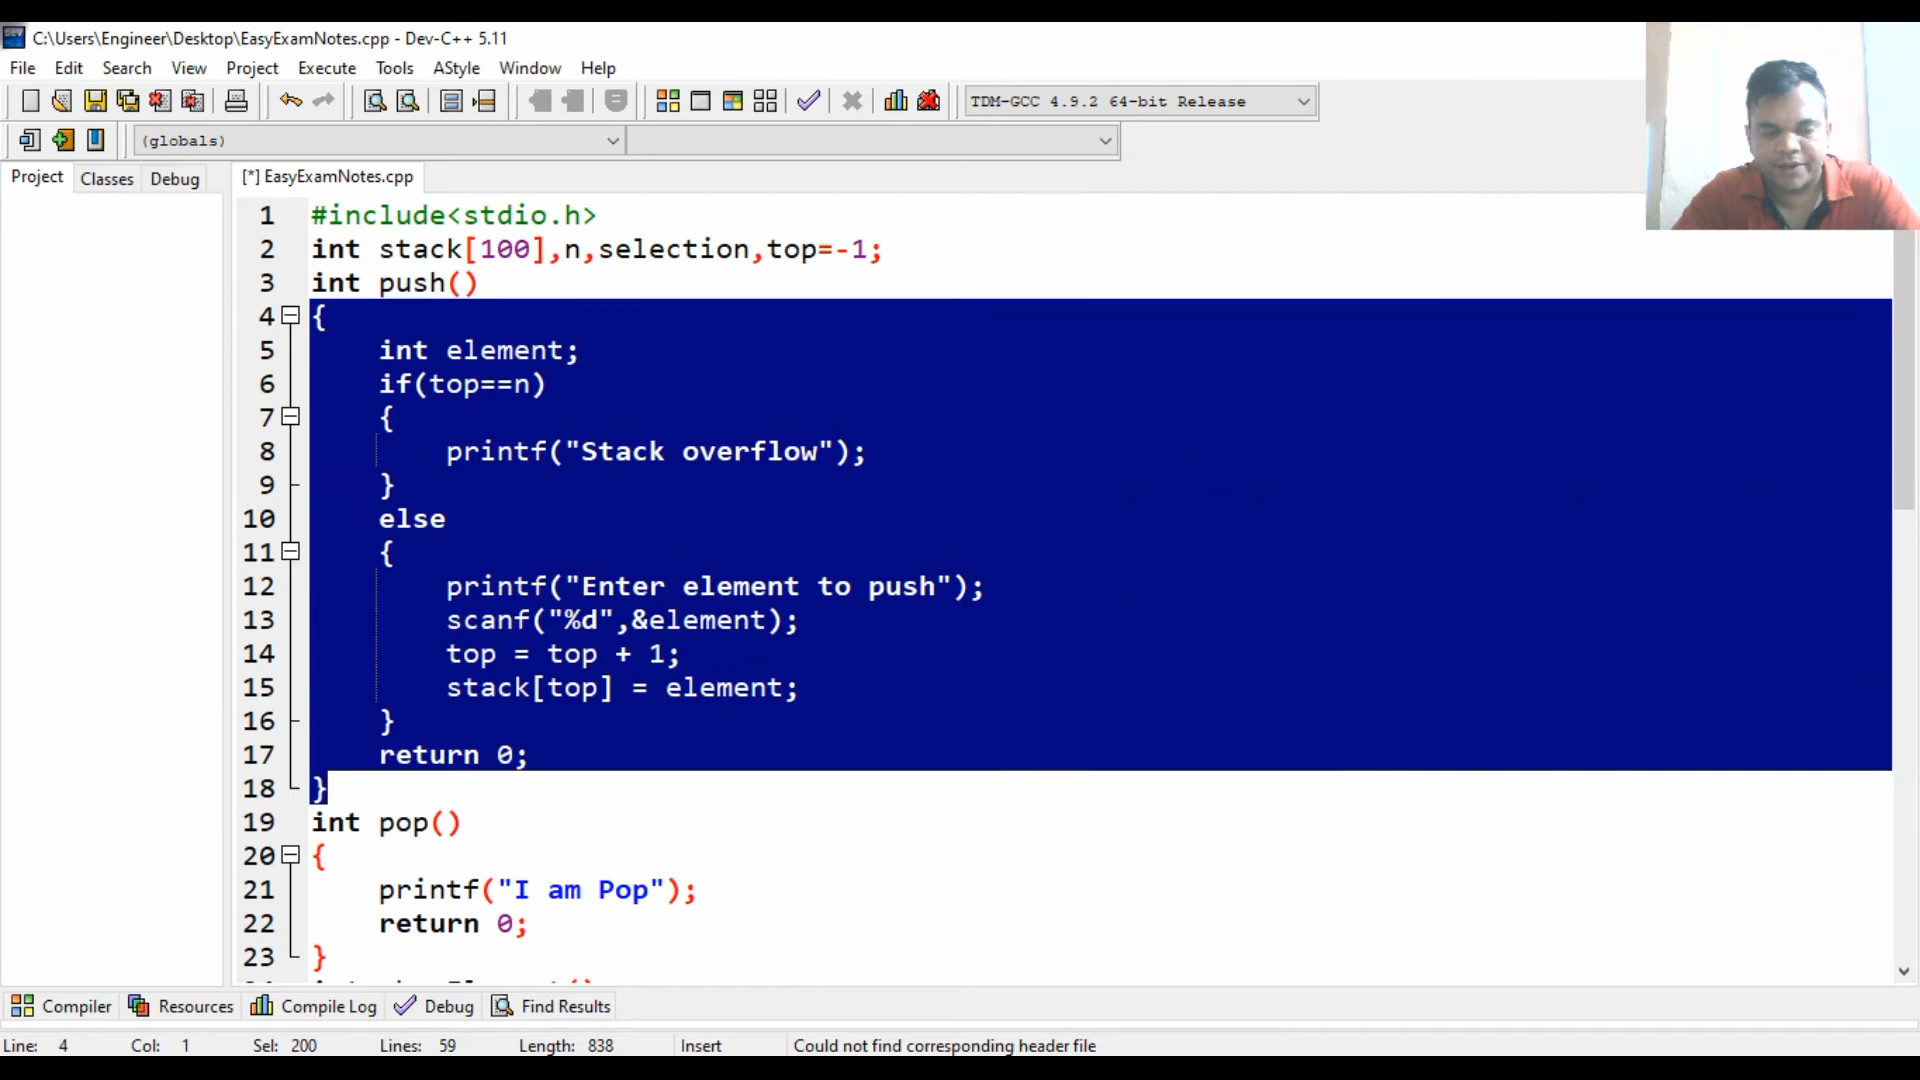 C:\Users\Engineer\Desktop\EasyExamNotes.cpp - Dev-C++ 5.11
File Edit Search View Project Execute Tools AStyle Window Help
TDM-GCC 4.9.2 64-bit Release
(globals)
Project Classes Debug [*] EasyExamNotes.cpp
1 #include<stdio.h>
2 int stack[100],n,selection,top=-1;
3 int push()
4 {
5 int element;
6 if(top==n)
7 {
8 printf("Stack overflow");
9 }
10 else
11 {
12 printf("Enter element to push");
13 scanf("%d",&element);
14 top = top + 1;
15 stack[top] = element;
16 }
17 return 0;
18 }
19 int pop()
20 {
21 printf("I am Pop");
22 return 0;
23 }
Compiler Resources Compile Log Debug Find Results
Line: 4 Col: 1 Sel: 200 Lines: 59 Length: 838 Insert Could not find corresponding header file